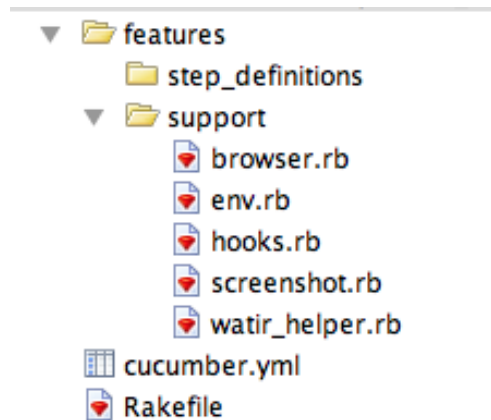 features
step_definitions
support
browser.rb
env.rb
hooks.rb
screenshot.rb
watir_helper.rb
cucumber.yml
Rakefile